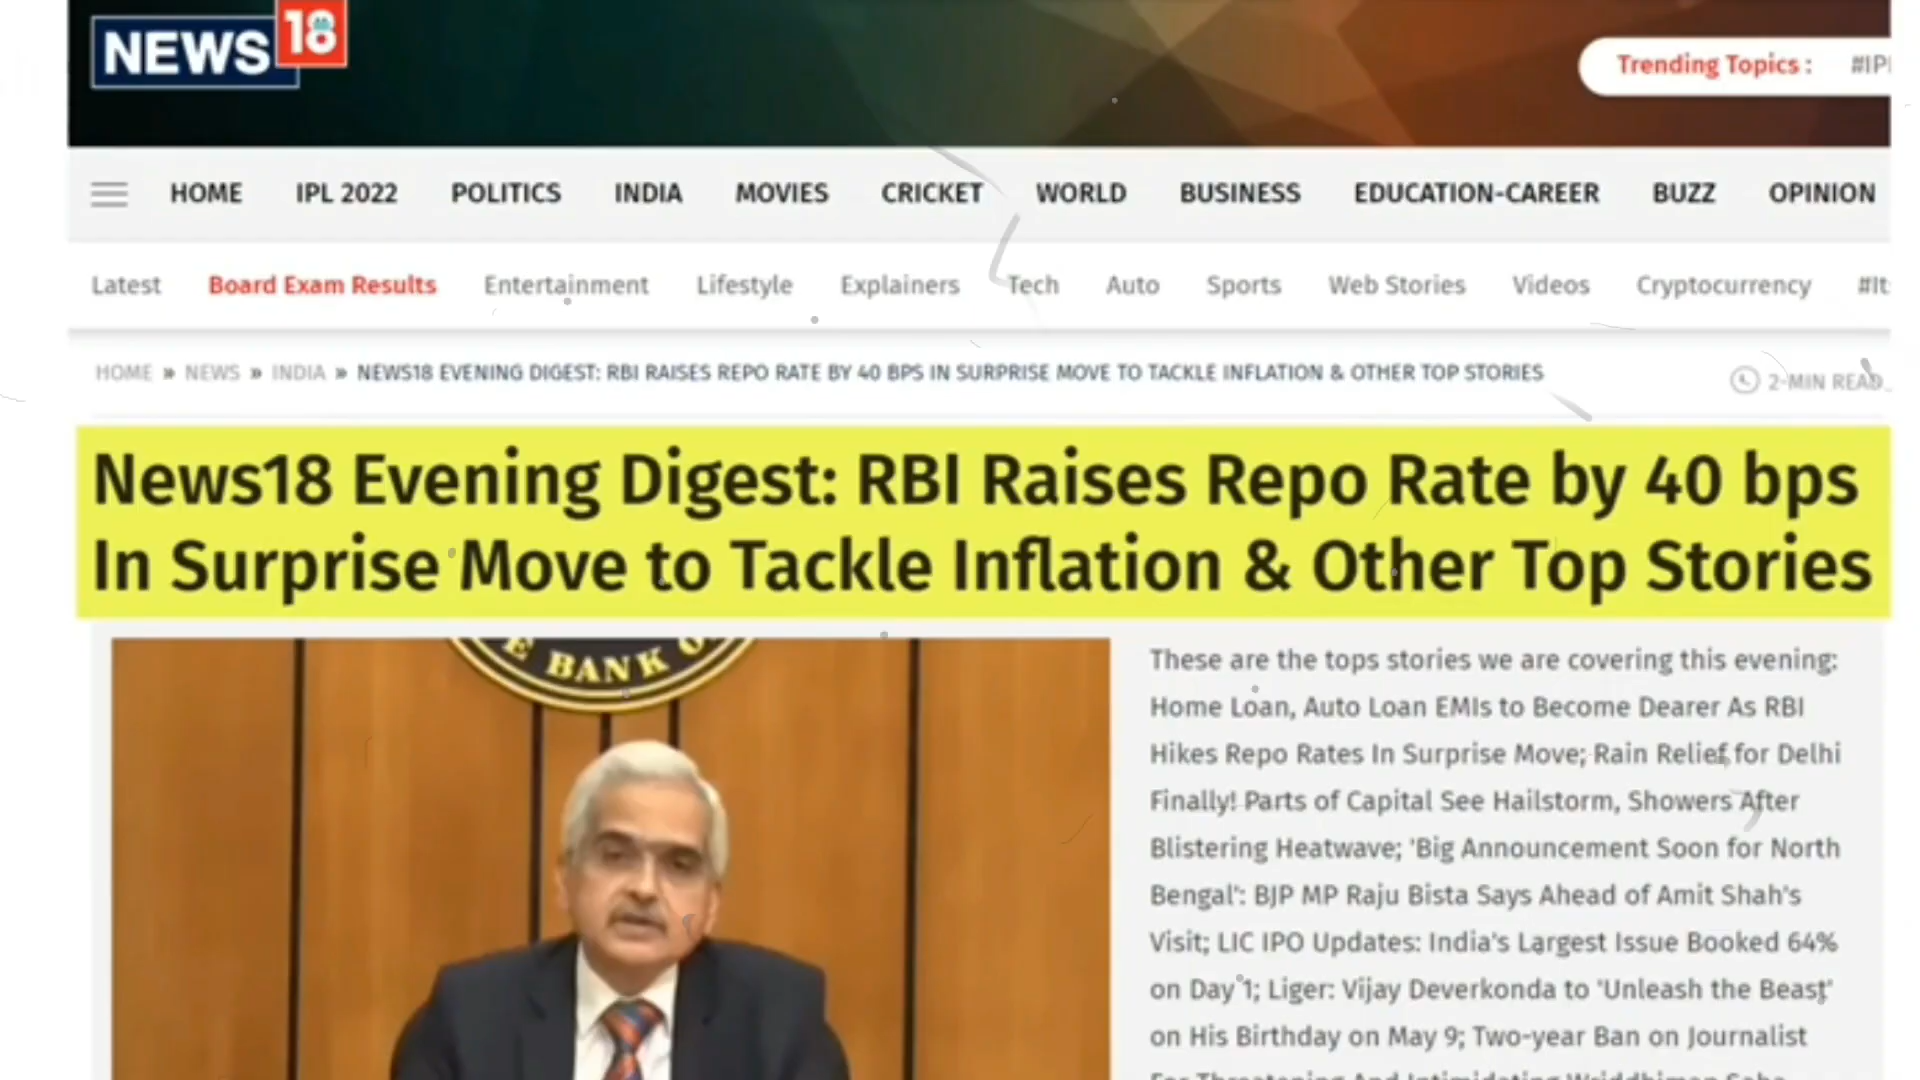 NEWS 18
Trending Topics :
HOME IPL 2022 POLITICS INDIA MOVIES CRICKET WORLD BUSINESS EDUCATION-CAREER BUZZ OPINION
Latest Board Exam Results Entertainment Lifestyle Explainers Tech Auto Sports Web Stories Videos Cryptocurrency
HOME » NEWS » INDIA » NEWS18 EVENING DIGEST: RBI RAISES REPO RATE BY 40 BPS IN SURPRISE MOVE TO TACKLE INFLATION & OTHER TOP STORIES
2-MIN READ
News18 Evening Digest: RBI Raises Repo Rate by 40 bps
In Surprise Move to Tackle Inflation & Other Top Stories
BANK
These are the tops stories we are covering this evening:
Home Loan, Auto Loan EMIs to Become Dearer As RBI
Hikes Repo Rates In Surprise Move; Rain Relief for Delhi
Finally! Parts of Capital See Hailstorm, Showers After
Blistering Heatwave; 'Big Announcement Soon for North
Bengal': BJP MP Raju Bista Says Ahead of Amit Shah's
Visit; LIC IPO Updates: India's Largest Issue Booked 64%
on Day 1; Liger: Vijay Deverkonda to 'Unleash the Beast'
on His Birthday on May 9; Two-year Ban on Journalist